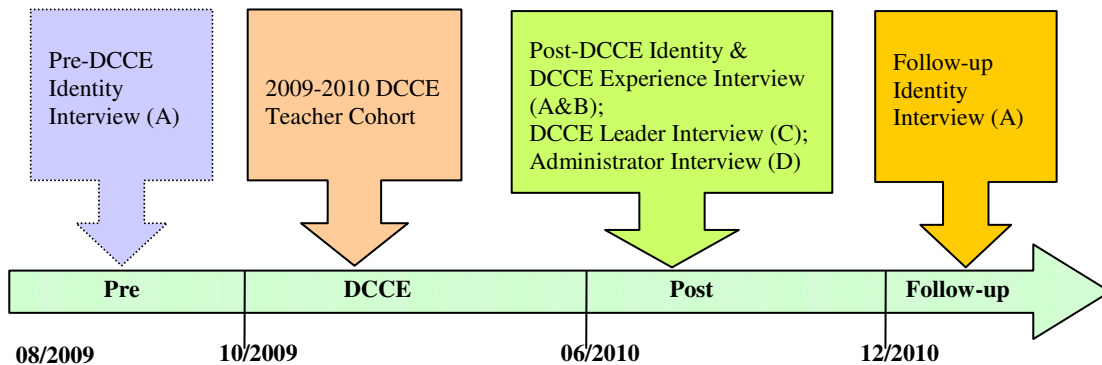 Pre-DCCE
Identity
Interview (A)
2009-2010 DCCE
Teacher Cohort
Post-DCCE Identity &
DCCE Experience Interview
(A&B);
DCCE Leader Interview (C);
Administrator Interview (D)
Follow-up
Identity
Interview (A)
Pre
DCCE
Post
Follow-up
08/2009
10/2009
06/2010
12/2010